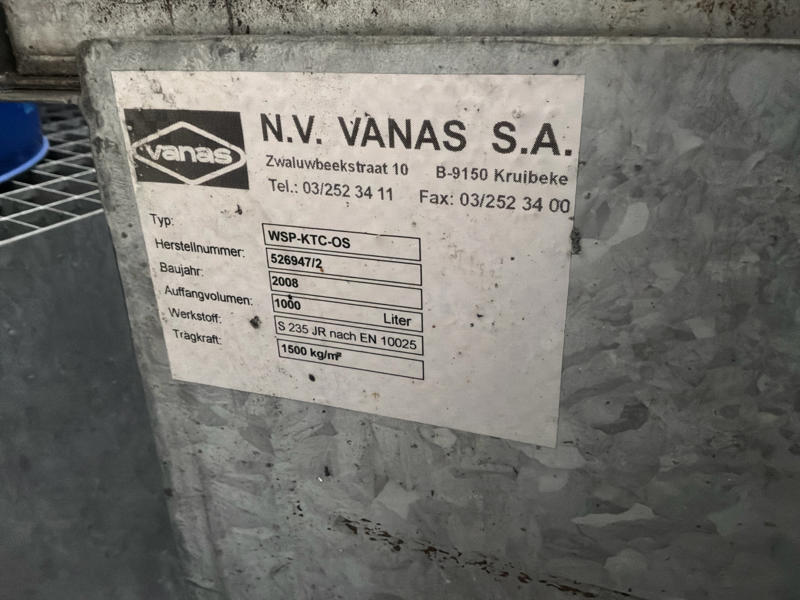 vanas
N.V. VANAS S.A.
Zwaluwbeekstraat 10 B-9150 Kruibeke
Tel.: 03/252 34 11 Fax: 03/252 34 00
Typ: WSP-KTC-OS
Herstellnummer: 526947/2
Baujahr: 2008
Auffangvolumen: 1000 Liter
Werkstoff: S 235 JR nach EN 10025
Tragkraft: 1500 kg/m²